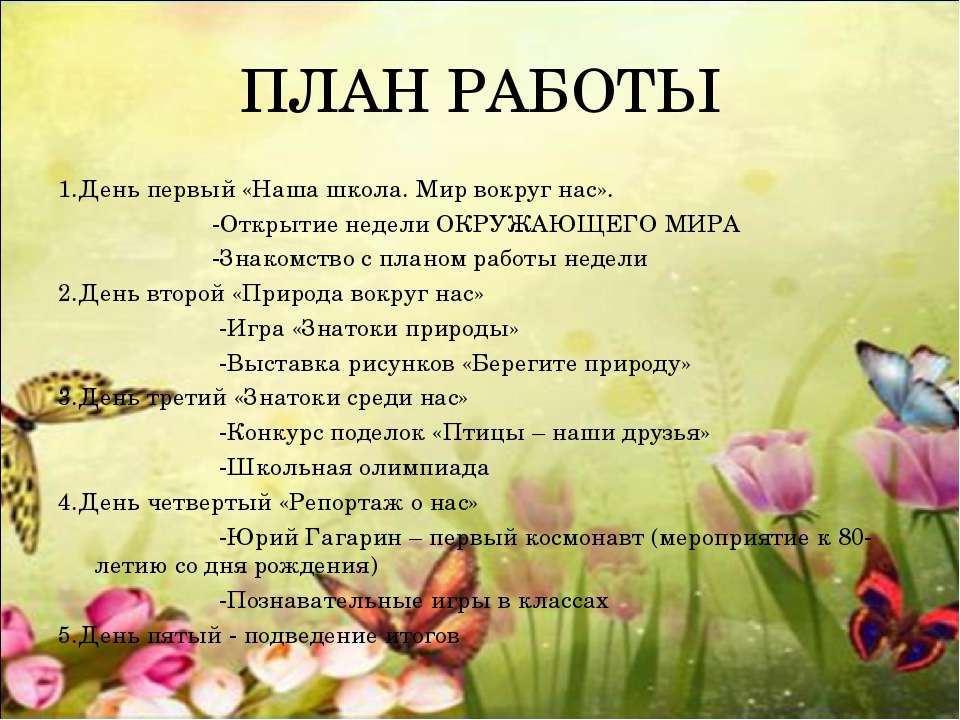 ПЛАН РАБОТЫ
1.День первый «Наша школа. Мир вокруг нас».
-Открытие недели ОКРУЖАЮЩЕГО МИРА
-Знакомство с планом работы недели
2.День второй «Природа вокруг нас»
-Игра «Знатоки природы»
-Выставка рисунков «Берегите природу»
3.День третий «Знатоки среди нас»
-Конкурс поделок «Птицы – наши друзья»
-Школьная олимпиада
4.День четвертый «Репортаж о нас»
-Юрий Гагарин – первый космонавт (мероприятие к 80-
летию со дня рождения)
-Познавательные игры в классах
5.День пятый - подведение итогов